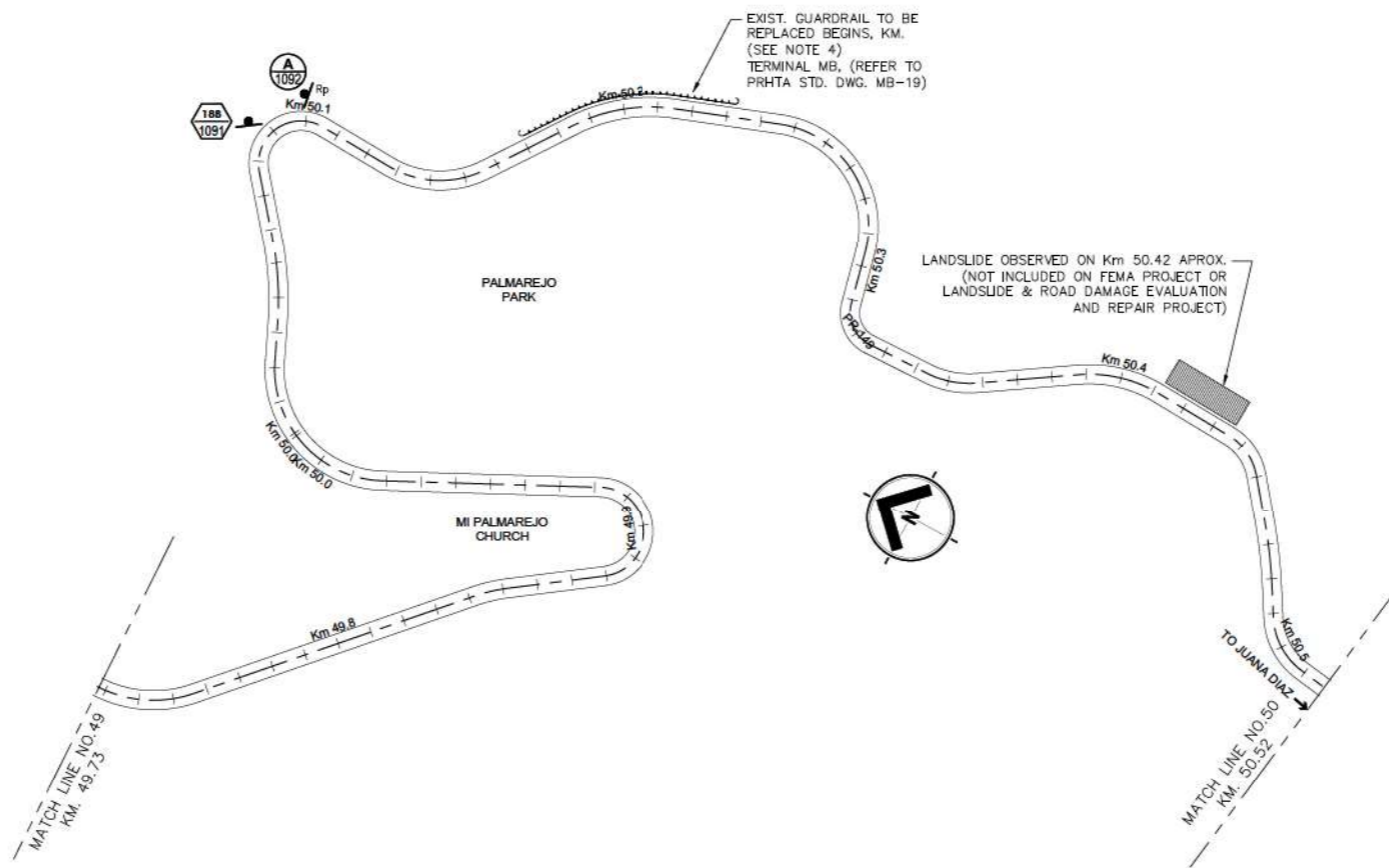 EXIST. GUARDRAIL TO BE
REPLACED BEGINS, KM.
(SEE NOTE 4)
TERMINAL MB, (REFER TO
PRHTA STD. DWG. MB-19)
A
1092
Rp
Km 50.1
188
1091
Km 50.2
PALMAREJO
PARK
Km 50.3
LANDSLIDE OBSERVED ON Km 50.42 APROX.
(NOT INCLUDED ON FEMA PROJECT OR
LANDSLIDE & ROAD DAMAGE EVALUATION
AND REPAIR PROJECT)
PR-149
Km 50.4
Km 50.0
Km 50.0
MI PALMAREJO
CHURCH
N
Km 49.8
Km 50.5
TO JUANA DIAZ
MATCH LINE NO.49
KM. 49.73
MATCH LINE NO.50
KM. 50.52